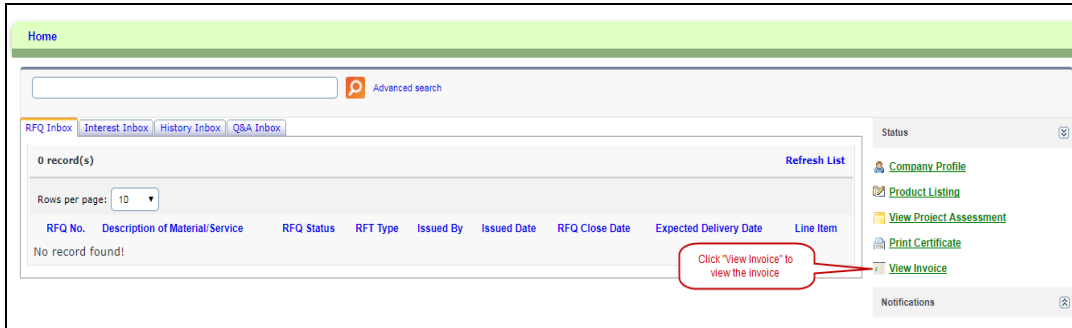 Home
Advanced search
RFQ Inbox Interest Inbox History Inbox Q&A Inbox
0 record(s) Refresh List
Rows per page: 10
RFQ No. Description of Material/Service RFQ Status RFT Type Issued By Issued Date RFQ Close Date Expected Delivery Date Line Item
No record found!
Click "View Invoice" to
view the invoice
Status
Company Profile
Product Listing
View Project Assessment
Print Certificate
View Invoice
Notifications